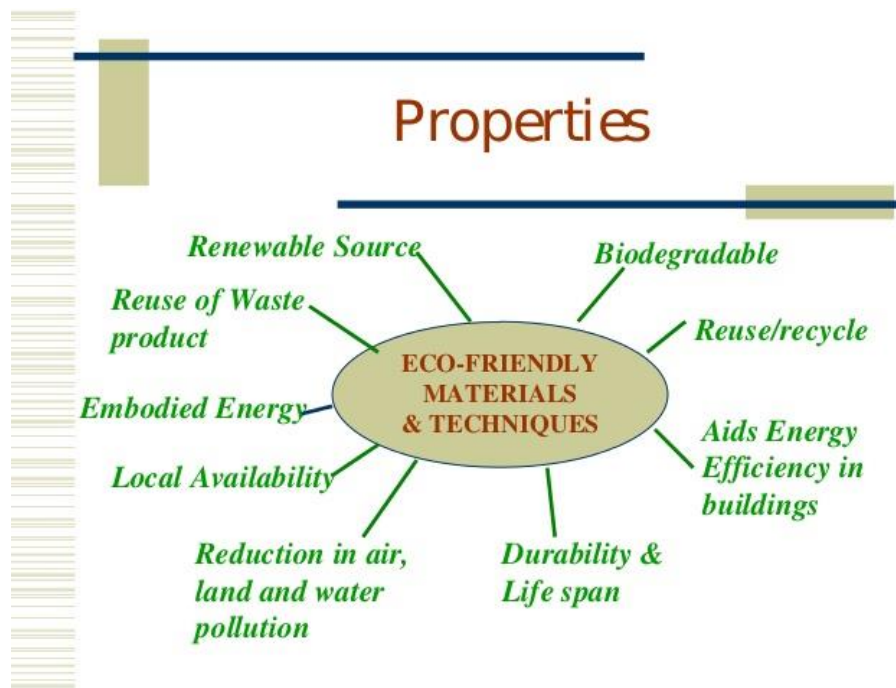 Properties
Renewable Source
Biodegradable
Reuse of Waste
product
Reuse/recycle
ECO-FRIENDLY
MATERIALS
& TECHNIQUES
Embodied Energy
Aids Energy
Efficiency in
buildings
Local Availability
Reduction in air,
land and water
pollution
Durability &
Life span